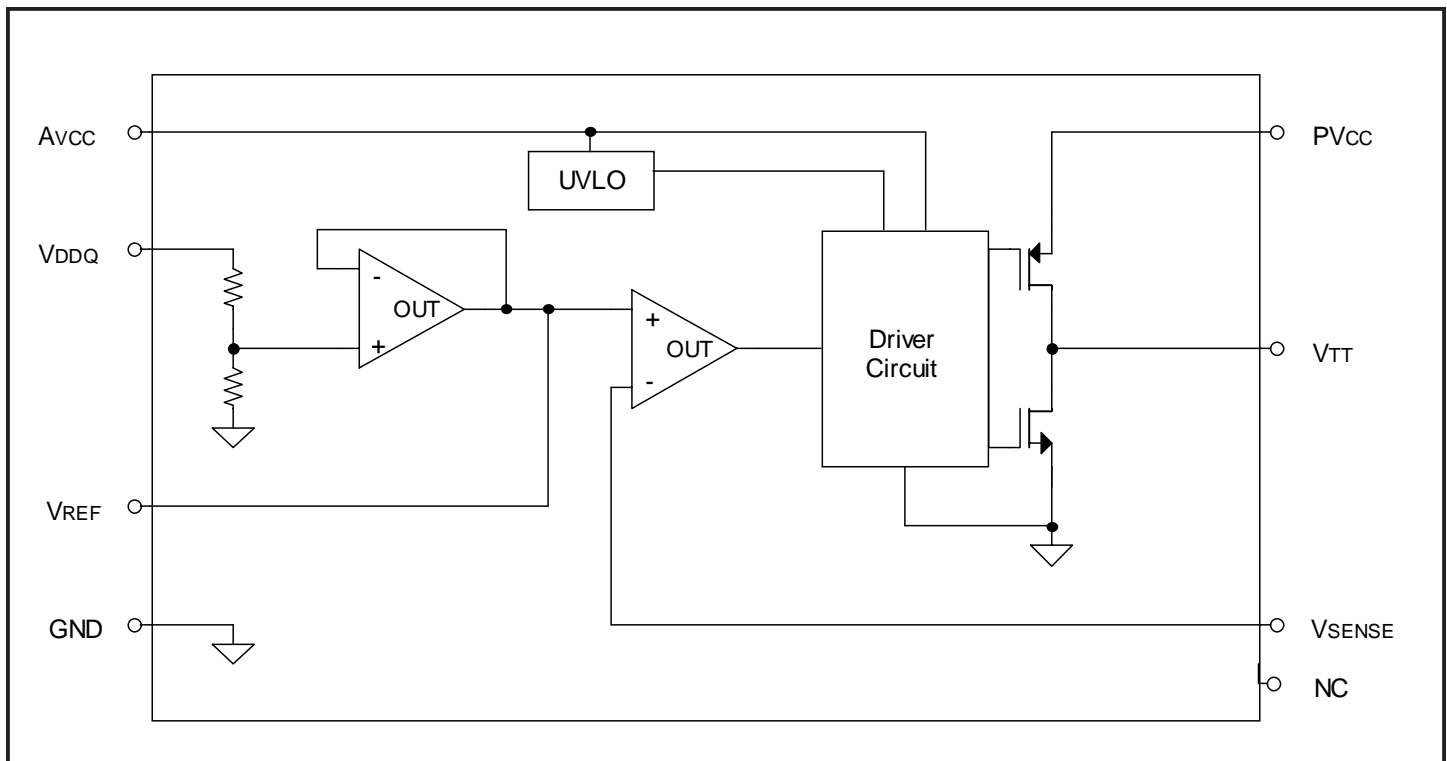 AVCC
PVCC
UVLO
VDDQ
-
OUT
+
+
OUT
-
Driver
Circuit
VTT
VREF
GND
VSENSE
NC